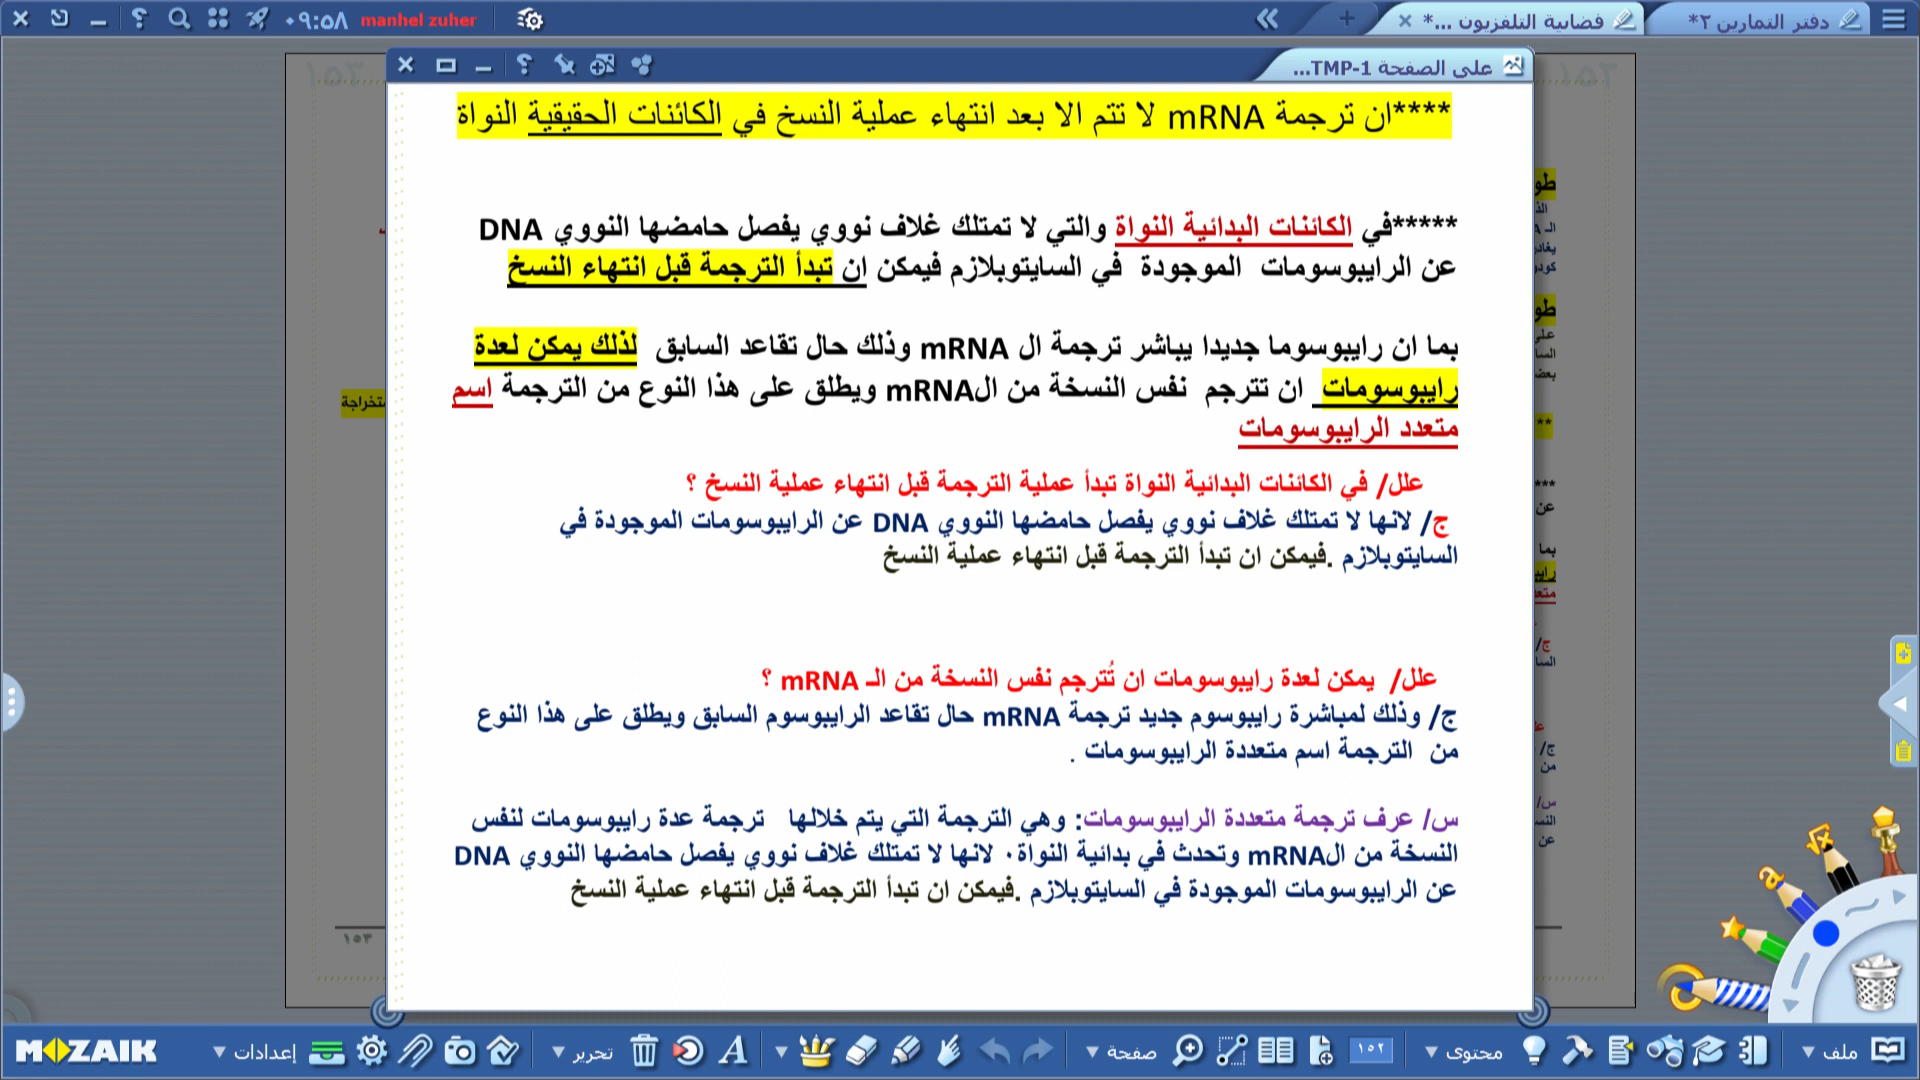 دفتر التمارين ٢*
فضابية التلفزيون ...*
manhel zuher
٠٩:٥٨
على الصفحة TMP-1...
****ان ترجمة mRNA لا تتم الا بعد انتهاء عملية النسخ في الكائنات الحقيقية النواة
*****في الكائنات البدائية النواة والتي لا تمتلك غلاف نووي يفصل حامضها النووي DNA
عن الرايبوسومات الموجودة في السايتوبلازم فيمكن ان تبدأ الترجمة قبل انتهاء النسخ
بما ان رايبوسوما جديدا يباشر ترجمة ال mRNA وذلك حال تقاعد السابق لذلك يمكن لعدة
رايبوسومات ان تترجم نفس النسخة من الmRNA ويطلق على هذا النوع من الترجمة اسم
متعدد الرايبوسومات
علل/ في الكائنات البدائية النواة تبدأ عملية الترجمة قبل انتهاء عملية النسخ ؟
ج/ لانها لا تمتلك غلاف نووي يفصل حامضها النووي DNA عن الرايبوسومات الموجودة في
السايتوبلازم .فيمكن ان تبدأ الترجمة قبل انتهاء عملية النسخ
علل/ يمكن لعدة رايبوسومات ان تُترجم نفس النسخة من الـ mRNA ؟
ج/ وذلك لمباشرة رايبوسوم جديد ترجمة mRNA حال تقاعد الرايبوسوم السابق ويطلق على هذا النوع
من الترجمة اسم متعددة الرايبوسومات .
س/ عرف ترجمة متعددة الرايبوسومات: وهي الترجمة التي يتم خلالها ترجمة عدة رايبوسومات لنفس
النسخة من الmRNA وتحدث في بدائية النواة٠ لانها لا تمتلك غلاف نووي يفصل حامضها النووي DNA
عن الرايبوسومات الموجودة في السايتوبلازم .فيمكن ان تبدأ الترجمة قبل انتهاء عملية النسخ
١٥٣
ملف
محتوى
١٥٢
صفحة
تحرير
إعدادات
MOZAIK